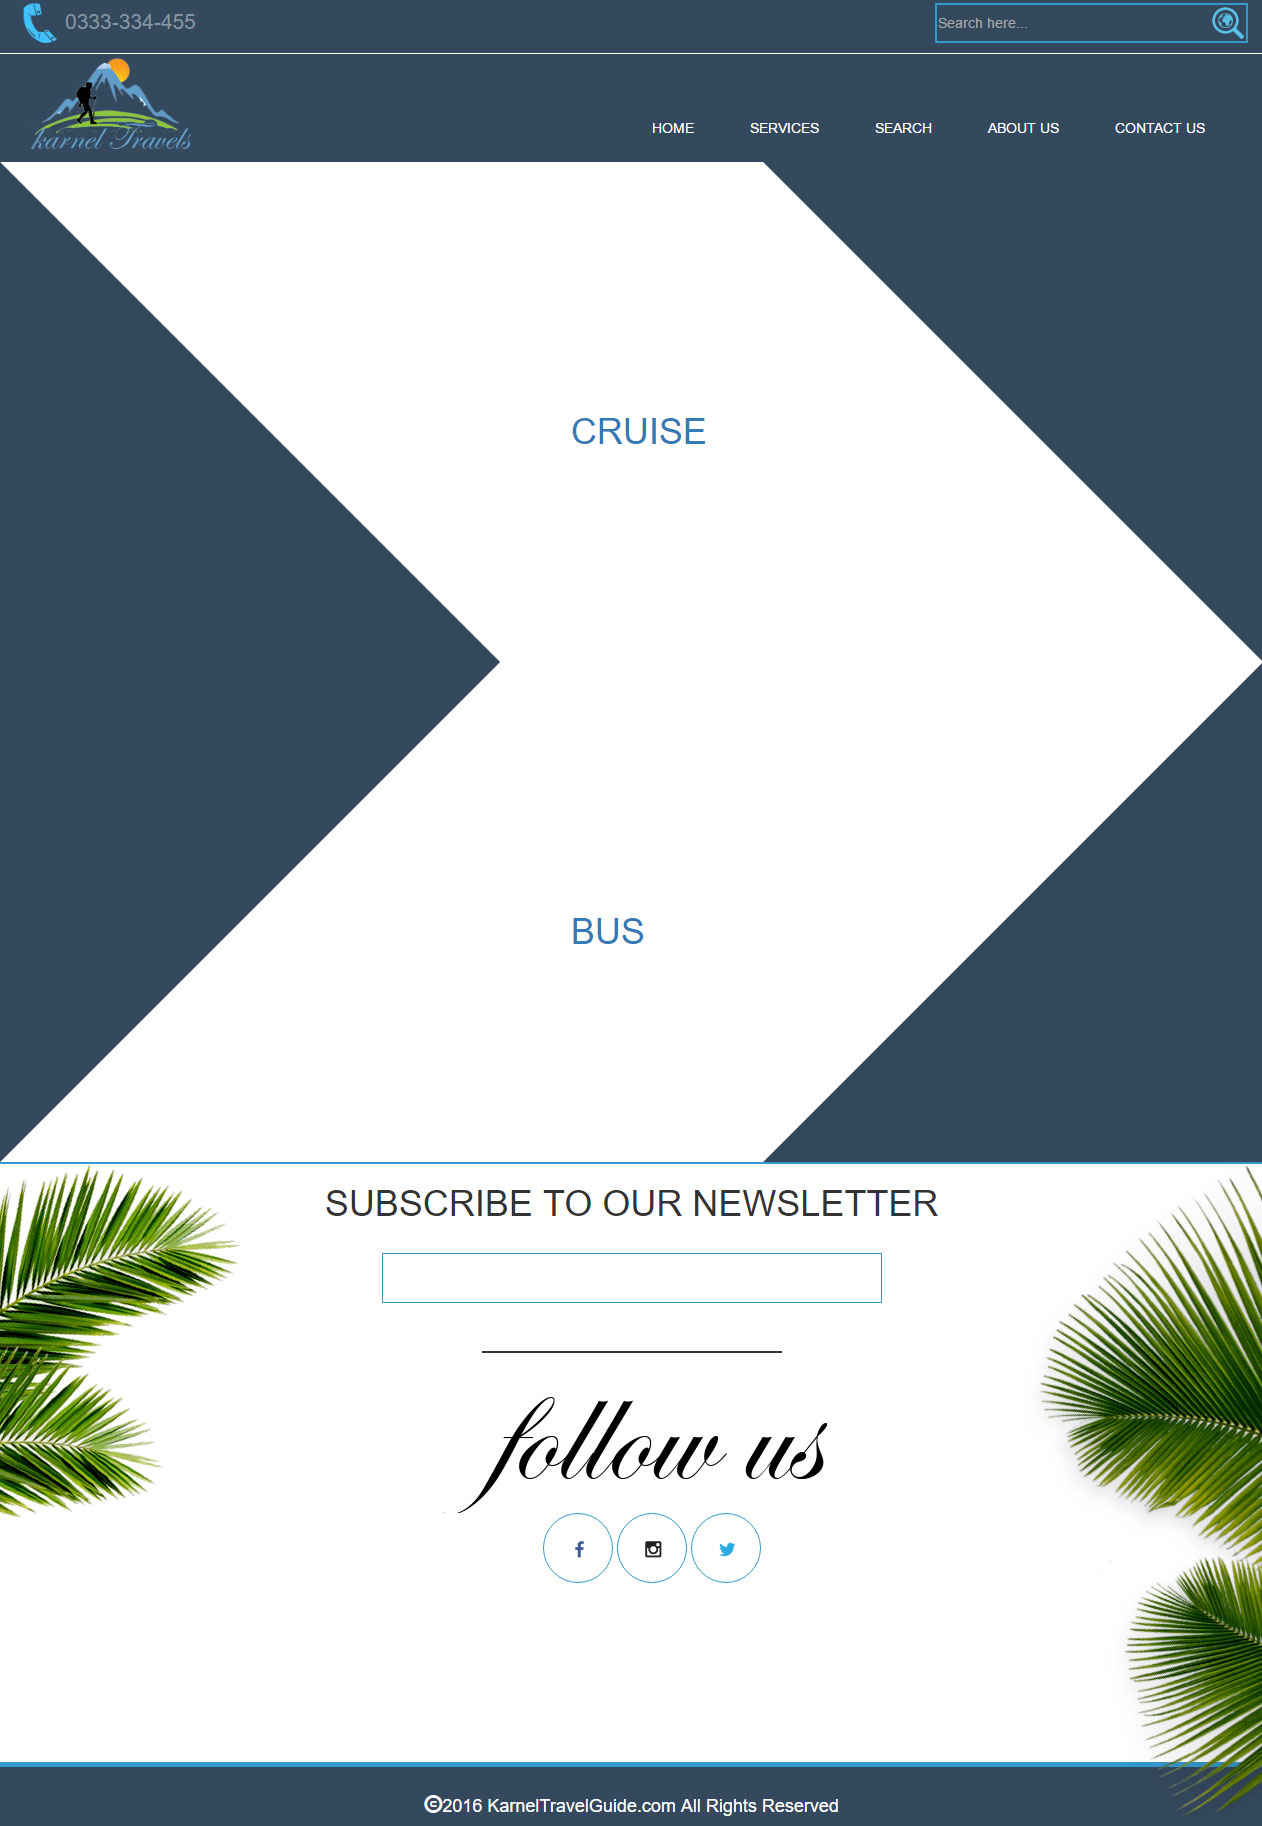 0333-334-455
Search here...
karnel Travels
HOME SERVICES SEARCH ABOUT US CONTACT US
CRUISE
BUS
SUBSCRIBE TO OUR NEWSLETTER
follow us
©2016 KarnelTravelGuide.com All Rights Reserved